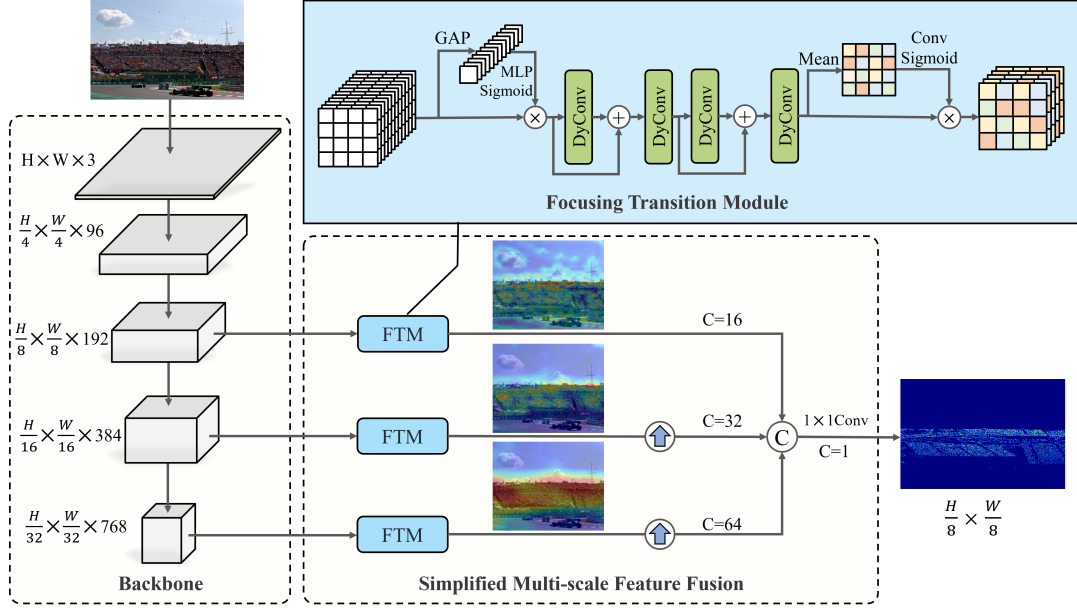 GAP
MLP
Sigmoid
DyConv
+
DyConv
DyConv
+
DyConv
Mean
Conv
Sigmoid
×
×
Focusing Transition Module
H×W×3
H/4 × W/4 ×96
H/8 × W/8 ×192
H/16 × W/16 ×384
H/32 × W/32 ×768
Backbone
FTM
C=16
FTM
C=32
FTM
C=64
C
1×1Conv
C=1
Simplified Multi-scale Feature Fusion
H/8 × W/8